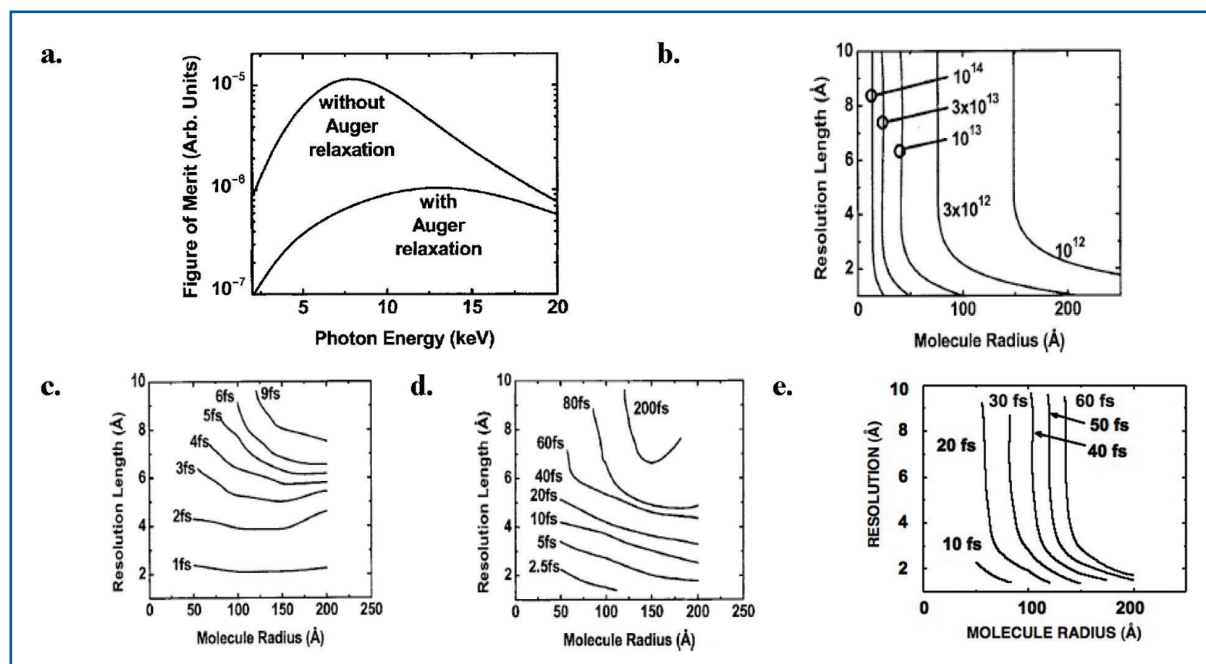 a.
Figure of Merit (Arb. Units)
10⁻⁵
10⁻⁶
10⁻⁷
without
Auger
relaxation
with
Auger
relaxation
5 10 15 20
Photon Energy (keV)
b.
Resolution Length (Å)
10
8
6
4
2
10¹⁴
3x10¹³
10¹³
3x10¹²
10¹²
0 100 200
Molecule Radius (Å)
c.
Resolution Length (Å)
10
8
6
4
2
9fs
6fs
5fs
4fs
3fs
2fs
1fs
0 50 100 150 200 250
Molecule Radius (Å)
d.
Resolution Length (Å)
10
8
6
4
2
80fs
200fs
60fs
40fs
20fs
10fs
5fs
2.5fs
0 50 100 150 200 250
Molecule Radius (Å)
e.
RESOLUTION (Å)
10
8
6
4
2
30 fs
60 fs
50 fs
20 fs
40 fs
10 fs
0 100 200
MOLECULE RADIUS (Å)